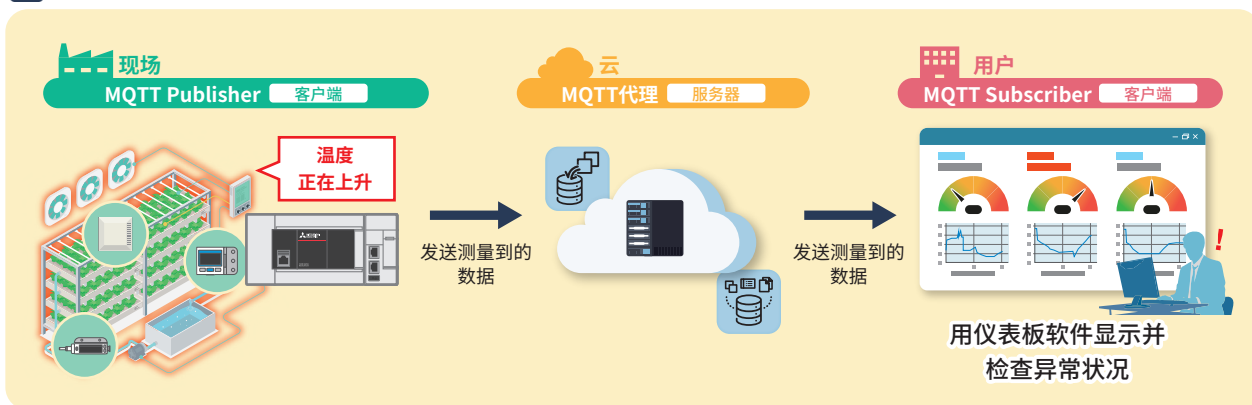 现场
MQTT Publisher 客户端
温度
正在上升
发送测量到的
数据
云
MQTT代理 服务器
发送测量到的
数据
用户
MQTT Subscriber 客户端
!
用仪表板软件显示并
检查异常状况